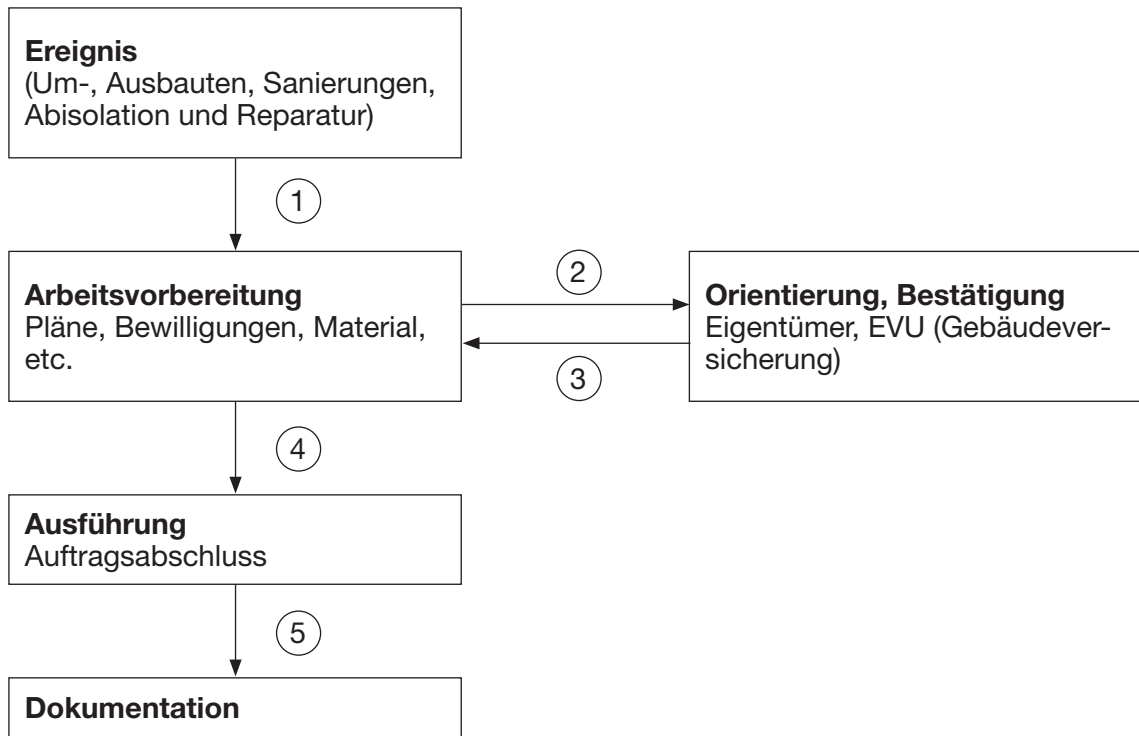 Ereignis
(Um-, Ausbauten, Sanierungen,
Abisolation und Reparatur)
1
Arbeitsvorbereitung
Pläne, Bewilligungen, Material,
etc.
2
3
Orientierung, Bestätigung
Eigentümer, EVU (Gebäudever-
sicherung)
4
Ausführung
Auftragsabschluss
5
Dokumentation